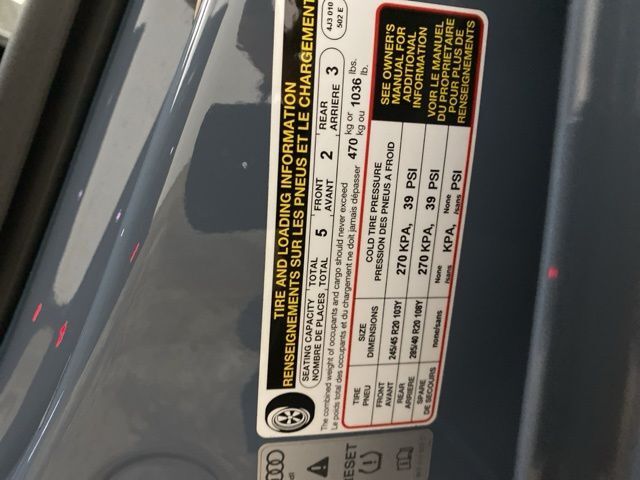 TIRE AND LOADING INFORMATION
RENSEIGNEMENTS SUR LES PNEUS ET LE CHARGEMENT
4J3 010
502 E
SEATING CAPACITY TOTAL 5 FRONT 2 REAR 3
NOMBRE DE PLACES TOTAL AVANT ARRIERE
The combined weight of occupants and cargo should never exceed 470 kg or 1036 lbs.
Le poids total des occupants et du chargement ne doit jamais dépasser kg ou lb.
TIRE SIZE COLD TIRE PRESSURE
PNEU DIMENSIONS PRESSION DES PNEUS A FROID
FRONT
AVANT 245/45 R20 103Y 270 KPA, 39 PSI
REAR
ARRIERE 285/40 R20 108Y 270 KPA, 39 PSI
SPARE
DE SECOURS none/sans None /sans KPA, None /sans PSI
SEE OWNER'S
MANUAL FOR
ADDITIONAL
INFORMATION
VOIR LE MANUEL
DU PROPRIETAIRE
POUR PLUS DE
RENSEIGNEMENTS